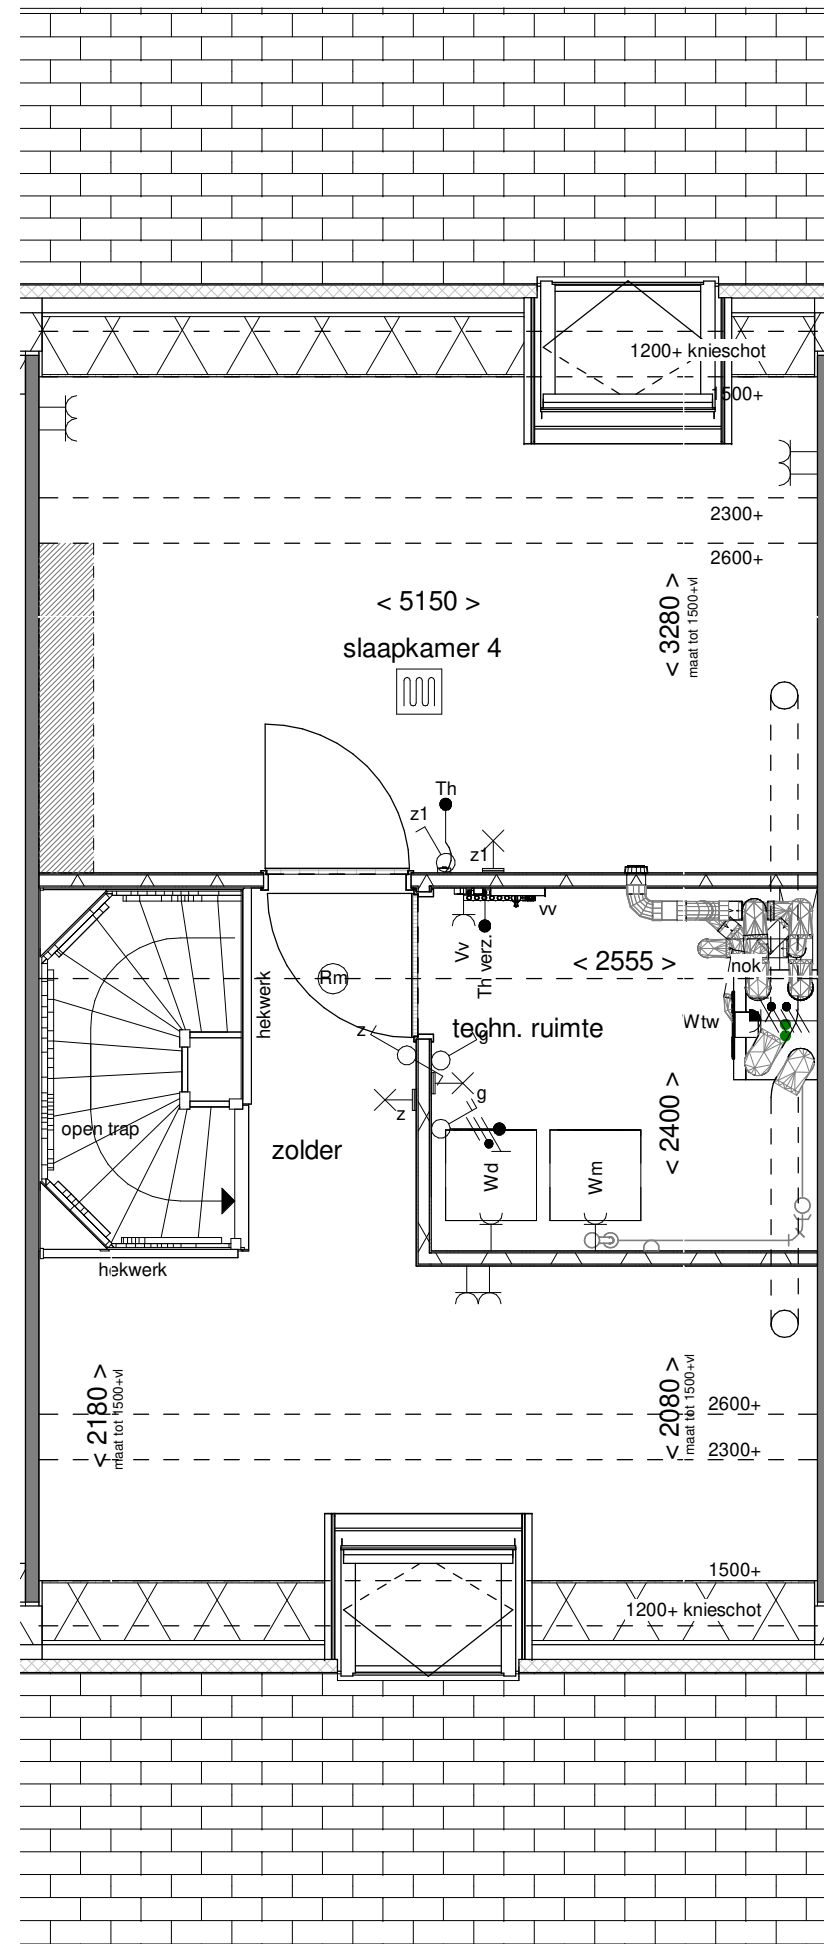 1200+ knieschot
1500+
2300+
2600+
< 5150 >
< 3280 >
maat tot 1500+vl
slaapkamer 4
Th
z1
z1
vv
Vv
Th verz.
< 2555 >
nok
hekwerk
Rm
Wtw
techn. ruimte
z
g
g
z
open trap
zolder
< 2400 >
Wd
Wm
hekwerk
< 2180 >
maat tot 1500+vl
< 2080 >
maat tot 1500+vl
2600+
2300+
1500+
1200+ knieschot